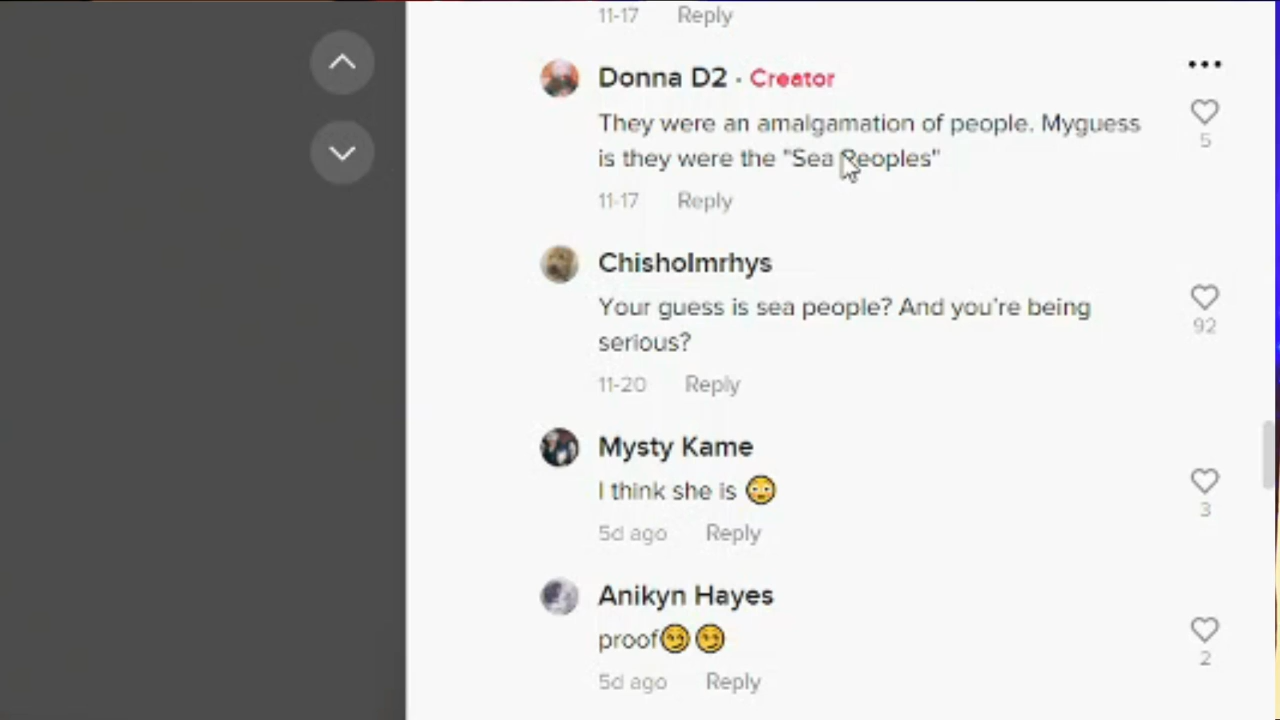 11-17 Reply
Donna D2 · Creator
They were an amalgamation of people. Myguess
is they were the "Sea Peoples"
5
11-17 Reply
Chisholmrhys
Your guess is sea people? And you're being
serious?
92
11-20 Reply
Mysty Kame
I think she is 😳
3
5d ago Reply
Anikyn Hayes
proof😏😏
2
5d ago Reply